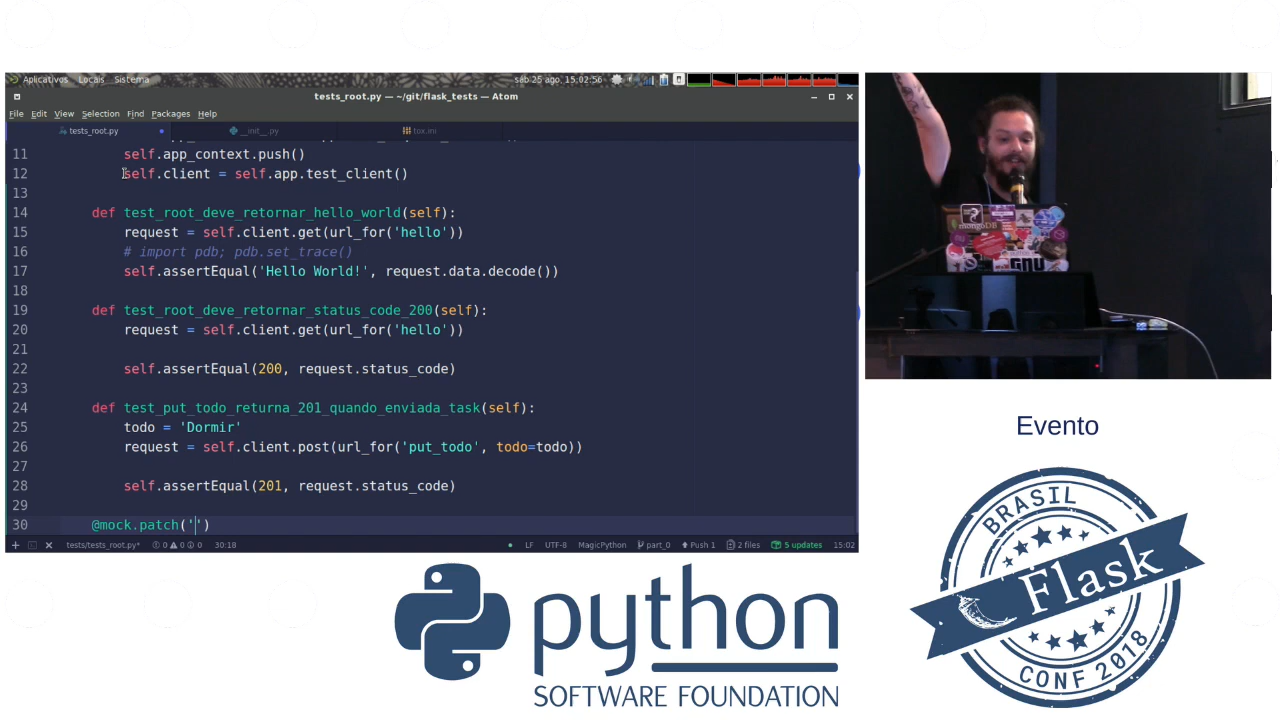 Aplicativos Locais Sistema
sáb 25 ago, 15:02:56
tests_root.py — ~/git/flask_tests — Atom
File Edit View Selection Find Packages Help
tests_root.py
__init__.py
tox.ini
11 self.app_context.push()
12 self.client = self.app.test_client()
13
14 def test_root_deve_retornar_hello_world(self):
15 request = self.client.get(url_for('hello'))
16 # import pdb; pdb.set_trace()
17 self.assertEqual('Hello World!', request.data.decode())
18
19 def test_root_deve_retornar_status_code_200(self):
20 request = self.client.get(url_for('hello'))
21
22 self.assertEqual(200, request.status_code)
23
24 def test_put_todo_returna_201_quando_enviada_task(self):
25 todo = 'Dormir'
26 request = self.client.post(url_for('put_todo', todo=todo))
27
28 self.assertEqual(201, request.status_code)
29
30 @mock.patch('')
tests/tests_root.py* 0 0 0 30:18
LF UTF-8 MagicPython part_0 Push 1 2 files 5 updates 15:02
mongoDB
GNU
Evento
BRASIL
Flask
CONF 2018
python
SOFTWARE FOUNDATION